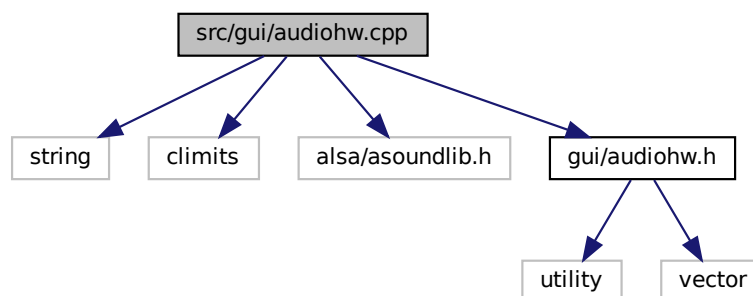 src/gui/audiohw.cpp
string
climits
alsa/asoundlib.h
gui/audiohw.h
utility
vector